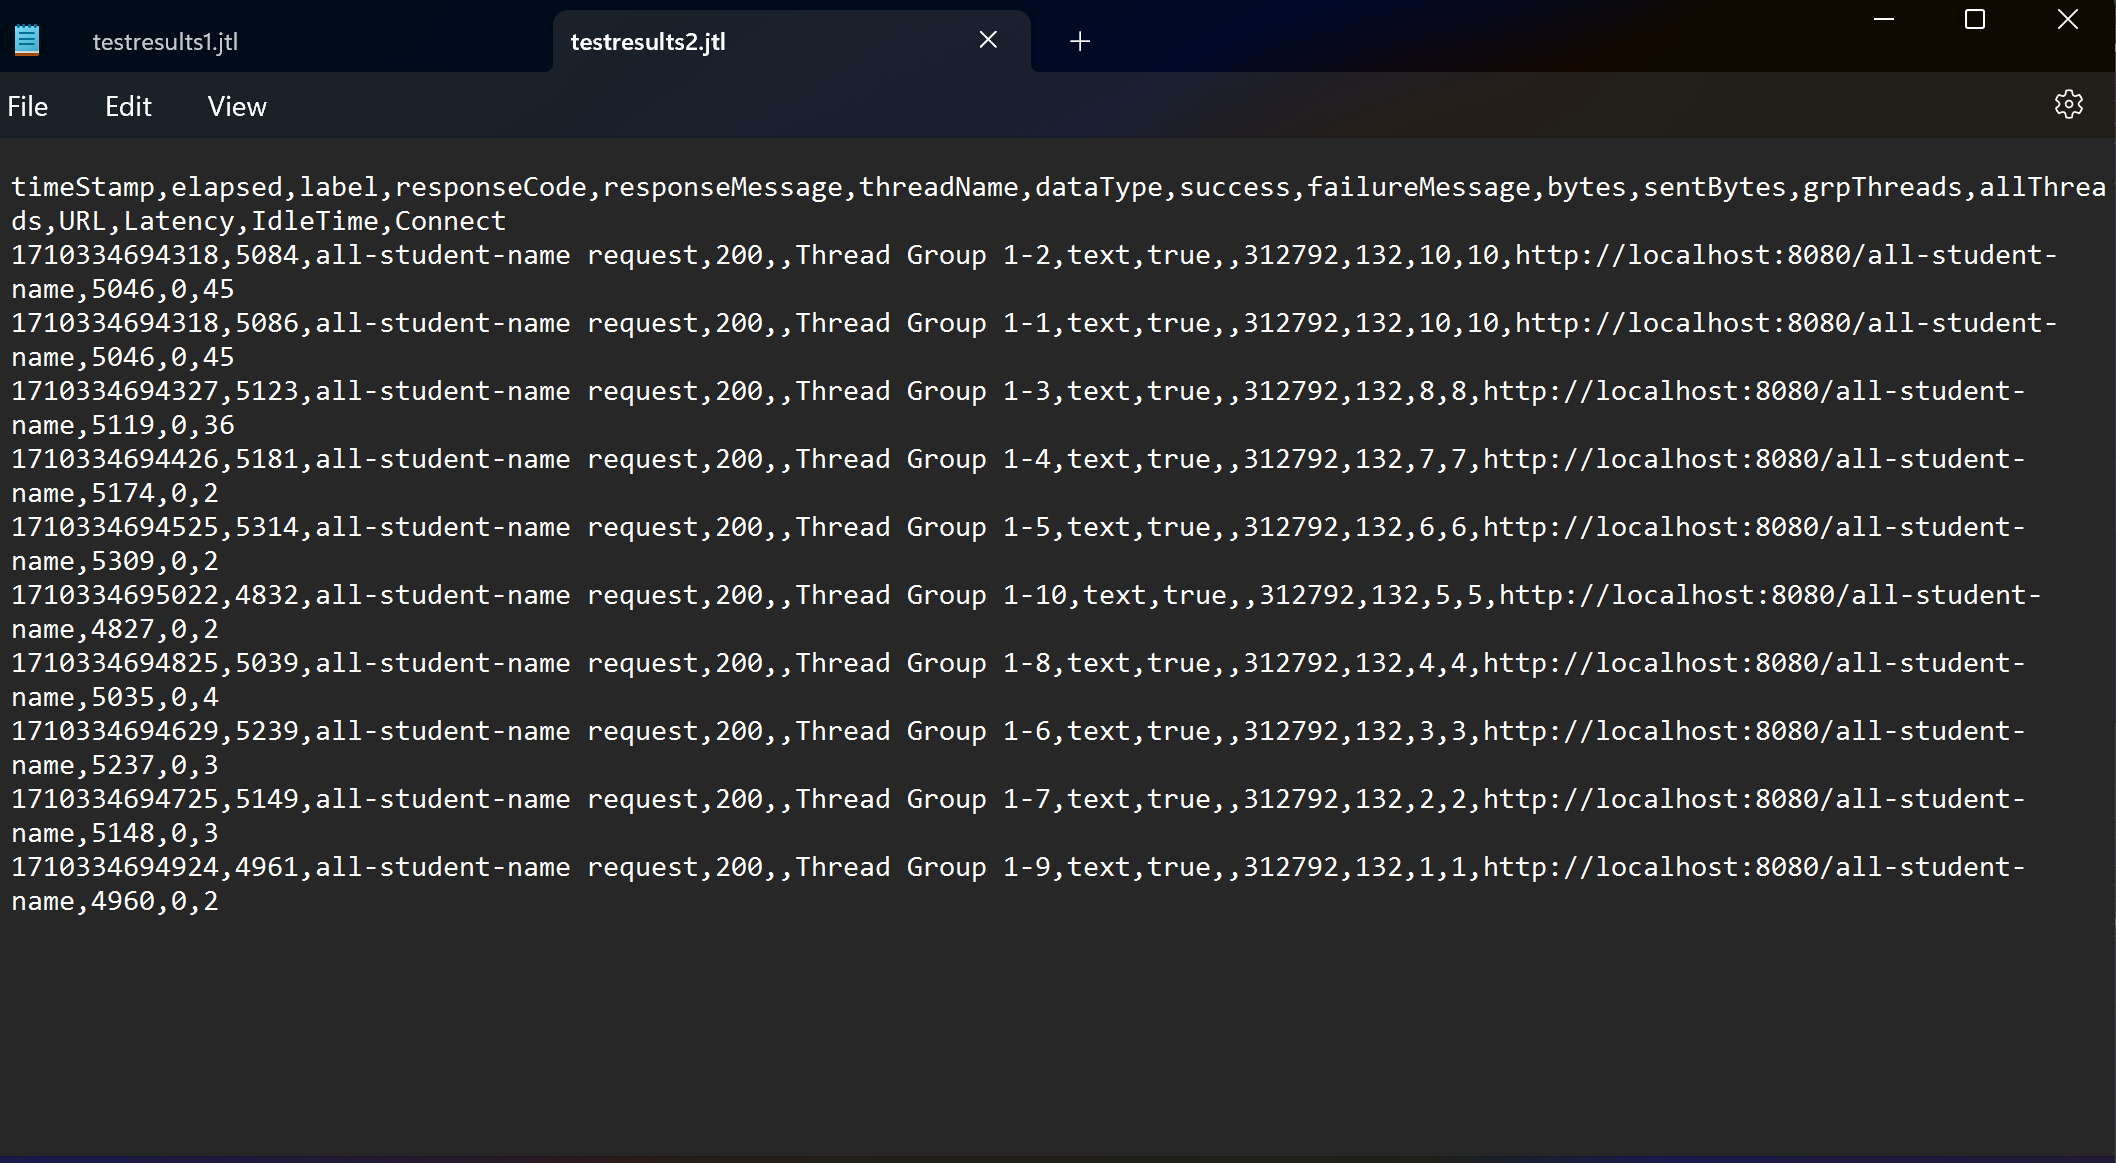 testresults1.jtl
testresults2.jtl
File Edit View
timeStamp,elapsed,label,responseCode,responseMessage,threadName,dataType,success,failureMessage,bytes,sentBytes,grpThreads,allThrea
ds,URL,Latency,IdleTime,Connect
1710334694318,5084,all-student-name request,200,,Thread Group 1-2,text,true,,312792,132,10,10,http://localhost:8080/all-student-
name,5046,0,45
1710334694318,5086,all-student-name request,200,,Thread Group 1-1,text,true,,312792,132,10,10,http://localhost:8080/all-student-
name,5046,0,45
1710334694327,5123,all-student-name request,200,,Thread Group 1-3,text,true,,312792,132,8,8,http://localhost:8080/all-student-
name,5119,0,36
1710334694426,5181,all-student-name request,200,,Thread Group 1-4,text,true,,312792,132,7,7,http://localhost:8080/all-student-
name,5174,0,2
1710334694525,5314,all-student-name request,200,,Thread Group 1-5,text,true,,312792,132,6,6,http://localhost:8080/all-student-
name,5309,0,2
1710334695022,4832,all-student-name request,200,,Thread Group 1-10,text,true,,312792,132,5,5,http://localhost:8080/all-student-
name,4827,0,2
1710334694825,5039,all-student-name request,200,,Thread Group 1-8,text,true,,312792,132,4,4,http://localhost:8080/all-student-
name,5035,0,4
1710334694629,5239,all-student-name request,200,,Thread Group 1-6,text,true,,312792,132,3,3,http://localhost:8080/all-student-
name,5237,0,3
1710334694725,5149,all-student-name request,200,,Thread Group 1-7,text,true,,312792,132,2,2,http://localhost:8080/all-student-
name,5148,0,3
1710334694924,4961,all-student-name request,200,,Thread Group 1-9,text,true,,312792,132,1,1,http://localhost:8080/all-student-
name,4960,0,2